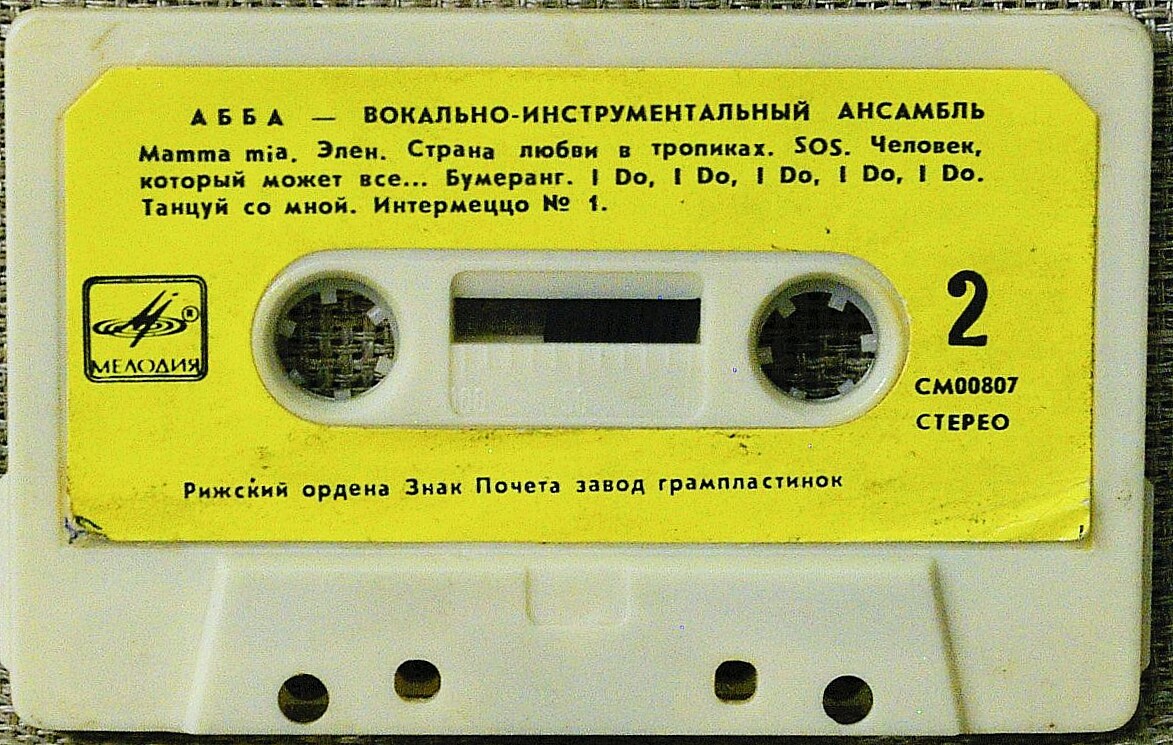 АББА — ВОКАЛЬНО-ИНСТРУМЕНТАЛЬНЫЙ АНСАМБЛЬ
Mamma mia. Элен. Страна любви в тропиках. SOS. Человек,
который может все... Бумеранг. I Do, I Do, I Do, I Do, I Do.
Танцуй со мной. Интермеццо № 1.
2
®
МЕЛОДИЯ
СМ00807
СТЕРЕО
Рижский ордена Знак Почета завод грампластинок